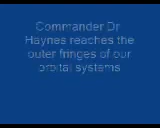 Commander Dr
Haynes reaches the
outer fringes of our
orbital systems